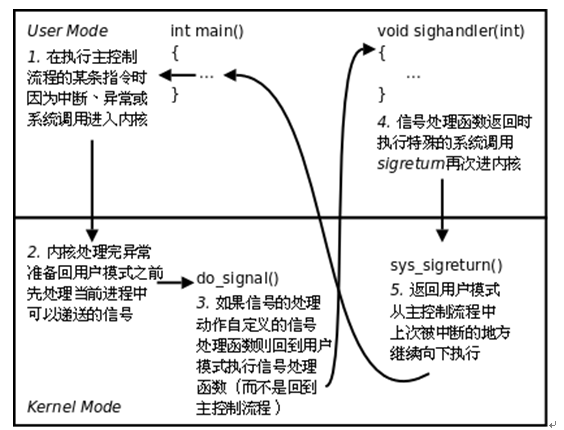 User Mode
int main()
{
...
}
void sighandler(int)
{
...
}
1. 在执行主控制
流程的某条指令时
因为中断、异常或
系统调用进入内核
4. 信号处理函数返回时
执行特殊的系统调用
sigreturn再次进内核
2. 内核处理完异常
准备回用户模式之前
先处理当前进程中
可以递送的信号
do_signal()
3. 如果信号的处理
动作自定义的信号
处理函数则回到用户
模式执行信号处理
函数（而不是回到
主控制流程）
sys_sigreturn()
5. 返回用户模式
从主控制流程中
上次被中断的地方
继续向下执行
Kernel Mode